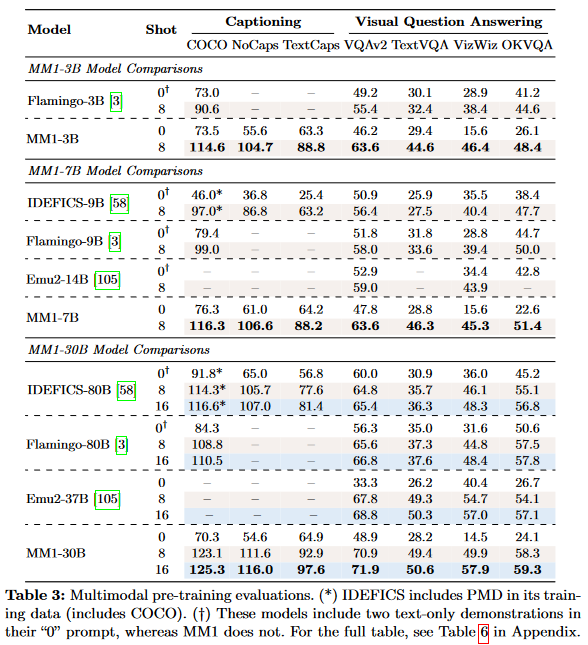 Model Shot Captioning Visual Question Answering
COCO NoCaps TextCaps VQAv2 TextVQA VizWiz OKVQA
MM1-3B Model Comparisons
Flamingo-3B [3] 0† 73.0 – – 49.2 30.1 28.9 41.2
8 90.6 – – 55.4 32.4 38.4 44.6
MM1-3B 0 73.5 55.6 63.3 46.2 29.4 15.6 26.1
8 114.6 104.7 88.8 63.6 44.6 46.4 48.4
MM1-7B Model Comparisons
IDEFICS-9B [58] 0† 46.0* 36.8 25.4 50.9 25.9 35.5 38.4
8 97.0* 86.8 63.2 56.4 27.5 40.4 47.7
Flamingo-9B [3] 0† 79.4 – – 51.8 31.8 28.8 44.7
8 99.0 – – 58.0 33.6 39.4 50.0
Emu2-14B [105] 0† – – – 52.9 – 34.4 42.8
8 – – – 59.0 – 43.9 –
MM1-7B 0 76.3 61.0 64.2 47.8 28.8 15.6 22.6
8 116.3 106.6 88.2 63.6 46.3 45.3 51.4
MM1-30B Model Comparisons
IDEFICS-80B [58] 0† 91.8* 65.0 56.8 60.0 30.9 36.0 45.2
8 114.3* 105.7 77.6 64.8 35.7 46.1 55.1
16 116.6* 107.0 81.4 65.4 36.3 48.3 56.8
Flamingo-80B [3] 0† 84.3 – – 56.3 35.0 31.6 50.6
8 108.8 – – 65.6 37.3 44.8 57.5
16 110.5 – – 66.8 37.6 48.4 57.8
Emu2-37B [105] 0 – – – 33.3 26.2 40.4 26.7
8 – – – 67.8 49.3 54.7 54.1
16 – – – 68.8 50.3 57.0 57.1
MM1-30B 0 70.3 54.6 64.9 48.9 28.2 14.5 24.1
8 123.1 111.6 92.9 70.9 49.4 49.9 58.3
16 125.3 116.0 97.6 71.9 50.6 57.9 59.3
Table 3: Multimodal pre-training evaluations. (*) IDEFICS includes PMD in its train-
ing data (includes COCO). (†) These models include two text-only demonstrations in
their “0” prompt, whereas MM1 does not. For the full table, see Table 6 in Appendix.